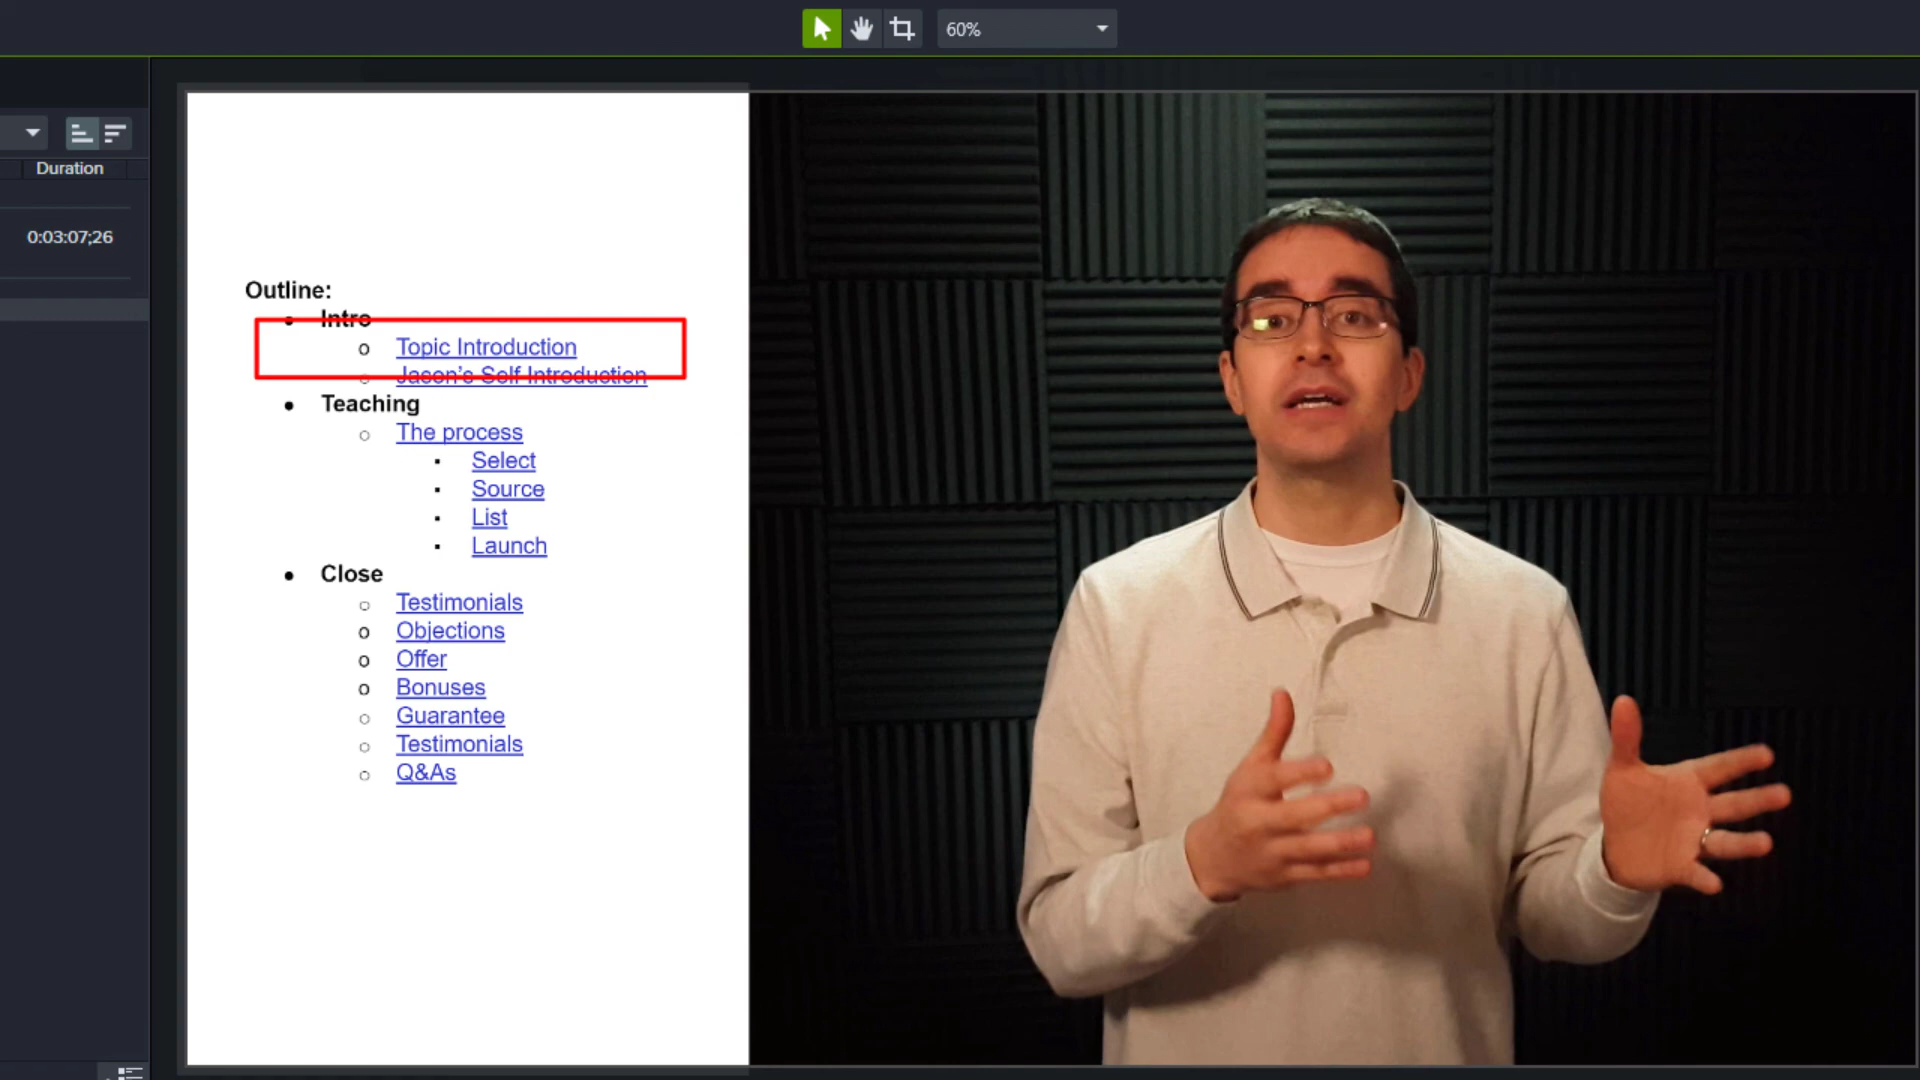 60%
Duration
0:03:07;26
Outline:
Intro
Topic Introduction
Jason's Self Introduction
Teaching
The process
Select
Source
List
Launch
Close
Testimonials
Objections
Offer
Bonuses
Guarantee
Testimonials
Q&As